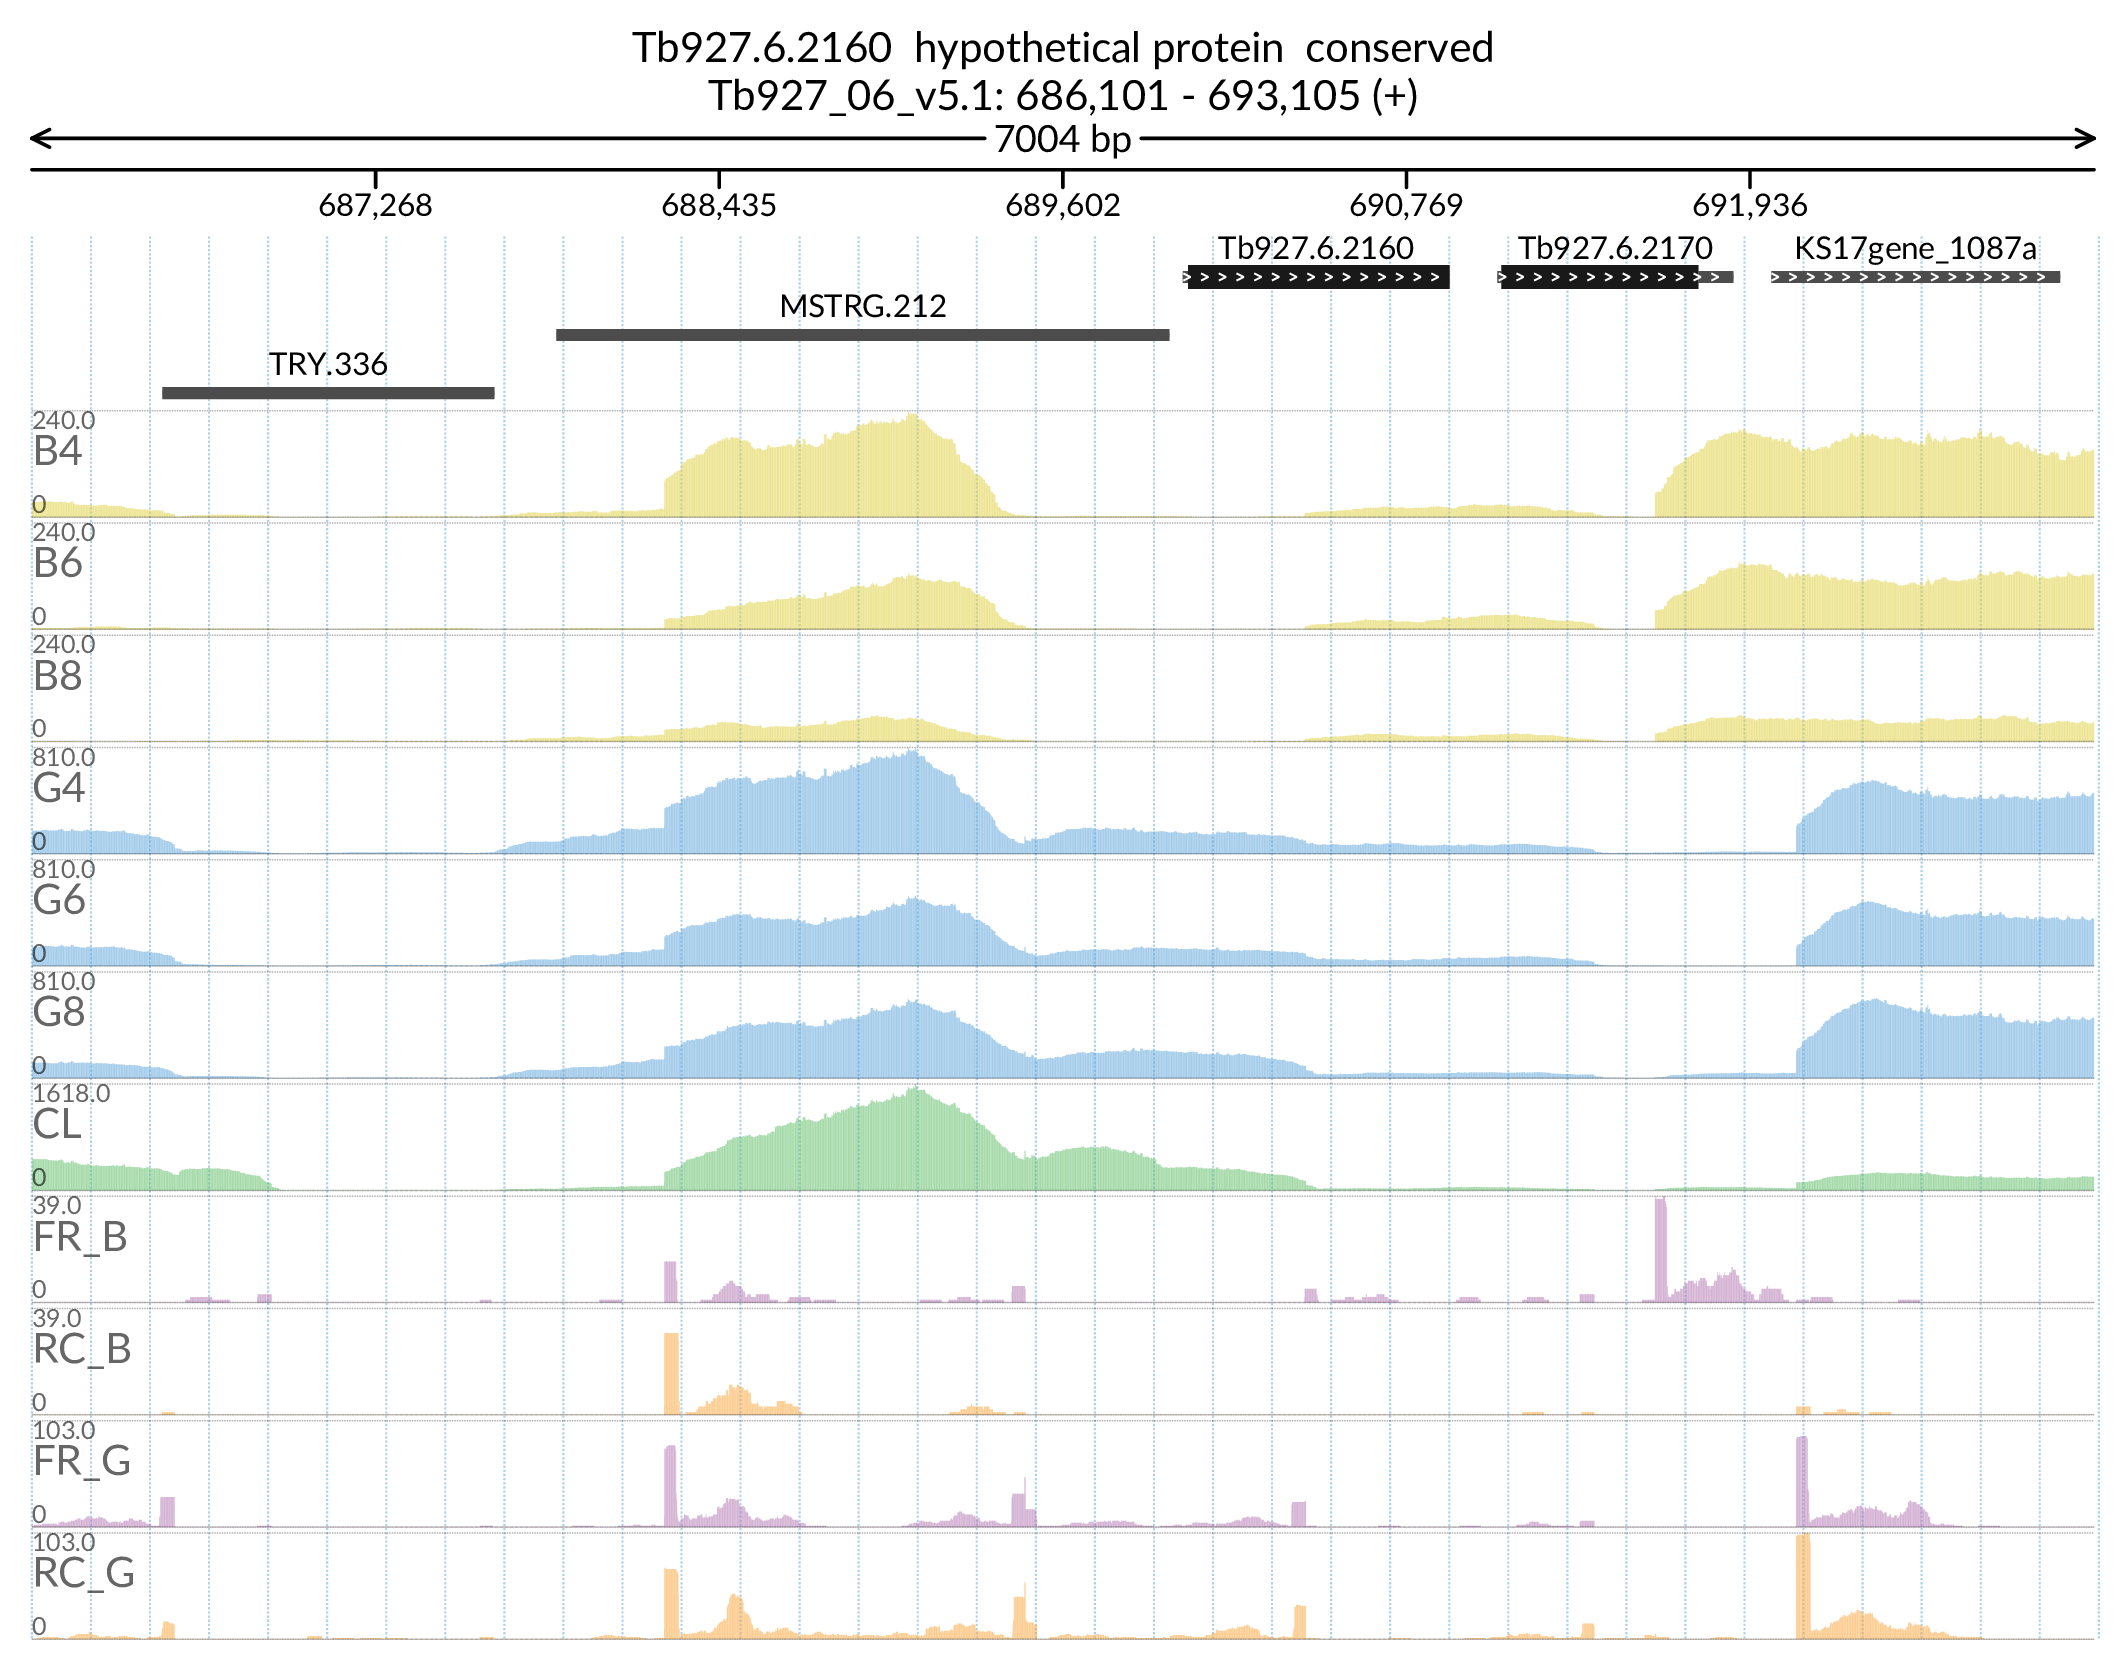 Tb927.6.2160 hypothetical protein conserved
Tb927_06_v5.1: 686,101 - 693,105 (+)
7004 bp
687,268 688,435 689,602 690,769 691,936
Tb927.6.2160 Tb927.6.2170 KS17gene_1087a
MSTRG.212
TRY.336
240.0
B4
0
240.0
B6
0
240.0
B8
0
810.0
G4
0
810.0
G6
0
810.0
G8
0
1618.0
CL
0
39.0
FR_B
0
39.0
RC_B
0
103.0
FR_G
0
103.0
RC_G
0